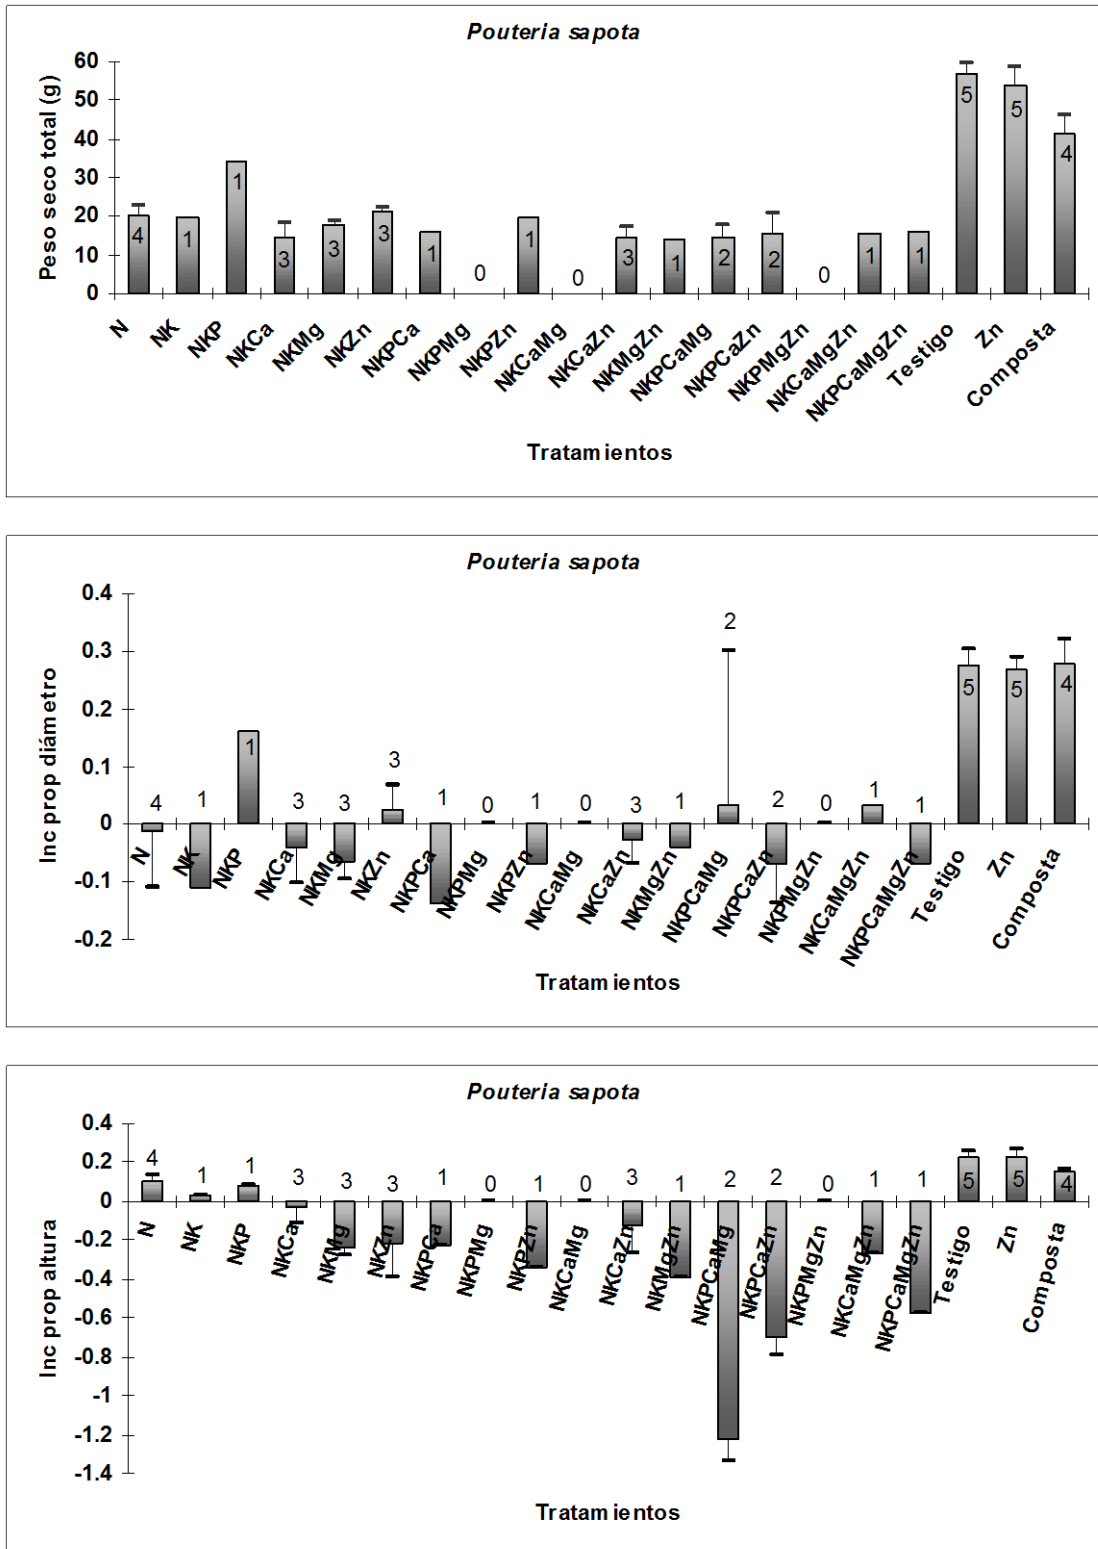 Pouteria sapota
Peso seco total (g)
60
50
40
30
20
10
0
4
1
1
3
3
3
1
0
1
0
3
1
2
2
0
1
1
5
5
4
N
NK
NKP
NKCa
NKMg
NKZn
NKPCa
NKPMg
NKPZn
NKCaMg
NKCaZn
NKMgZn
NKPCaMg
NKPCaZn
NKPMgZn
NKCaMgZn
NKPCaMgZn
Testigo
Zn
Composta
Tratamientos
Pouteria sapota
Inc prop diámetro
0.4
0.3
0.2
0.1
0
-0.1
-0.2
4
1
1
3
3
3
1
0
1
0
3
1
2
2
0
1
1
5
5
4
N
NK
NKP
NKCa
NKMg
NKZn
NKPCa
NKPMg
NKPZn
NKCaMg
NKCaZn
NKMgZn
NKPCaMg
NKPCaZn
NKPMgZn
NKCaMgZn
NKPCaMgZn
Testigo
Zn
Composta
Tratamientos
Pouteria sapota
Inc prop altura
0.4
0.2
0
-0.2
-0.4
-0.6
-0.8
-1
-1.2
-1.4
4
1
1
3
3
3
1
0
1
0
3
1
2
2
0
1
1
5
5
4
N
NK
NKP
NKCa
NKMg
NKZn
NKPCa
NKPMg
NKPZn
NKCaMg
NKCaZn
NKMgZn
NKPCaMg
NKPCaZn
NKPMgZn
NKCaMgZn
NKPCaMgZn
Testigo
Zn
Composta
Tratamientos